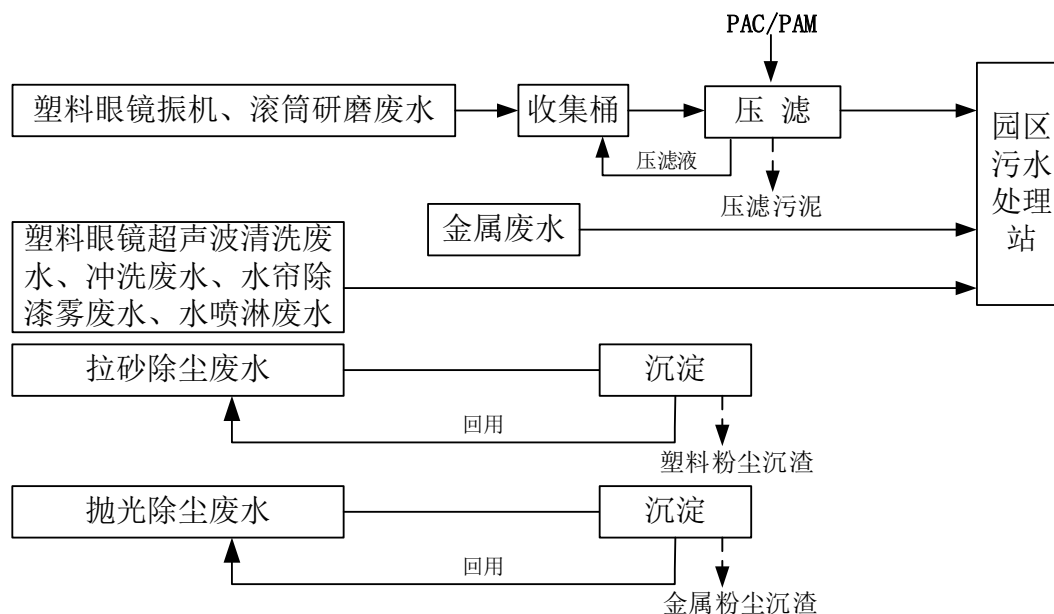 PAC/PAM
塑料眼镜振机、滚筒研磨废水
收集桶
压 滤
压滤液
压滤污泥
园区
污水
处理
站
金属废水
塑料眼镜超声波清洗废
水、冲洗废水、水帘除
漆雾废水、水喷淋废水
拉砂除尘废水
沉淀
回用
塑料粉尘沉渣
抛光除尘废水
沉淀
回用
金属粉尘沉渣